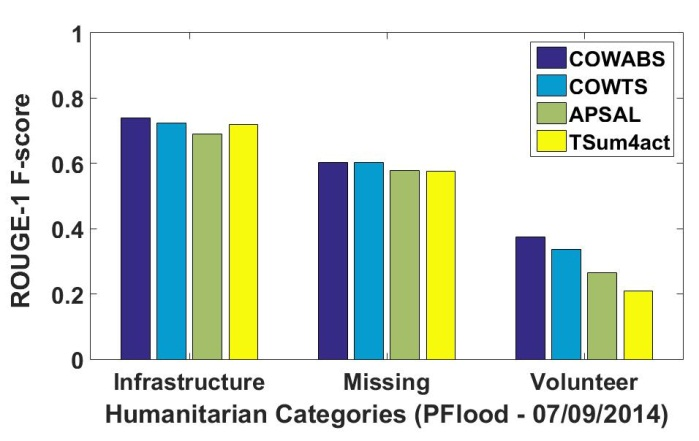 1
0.8
0.6
0.4
0.2
0
ROUGE-1 F-score
COWABS
COWTS
APSAL
TSum4act
Infrastructure
Missing
Volunteer
Humanitarian Categories (PFlood - 07/09/2014)